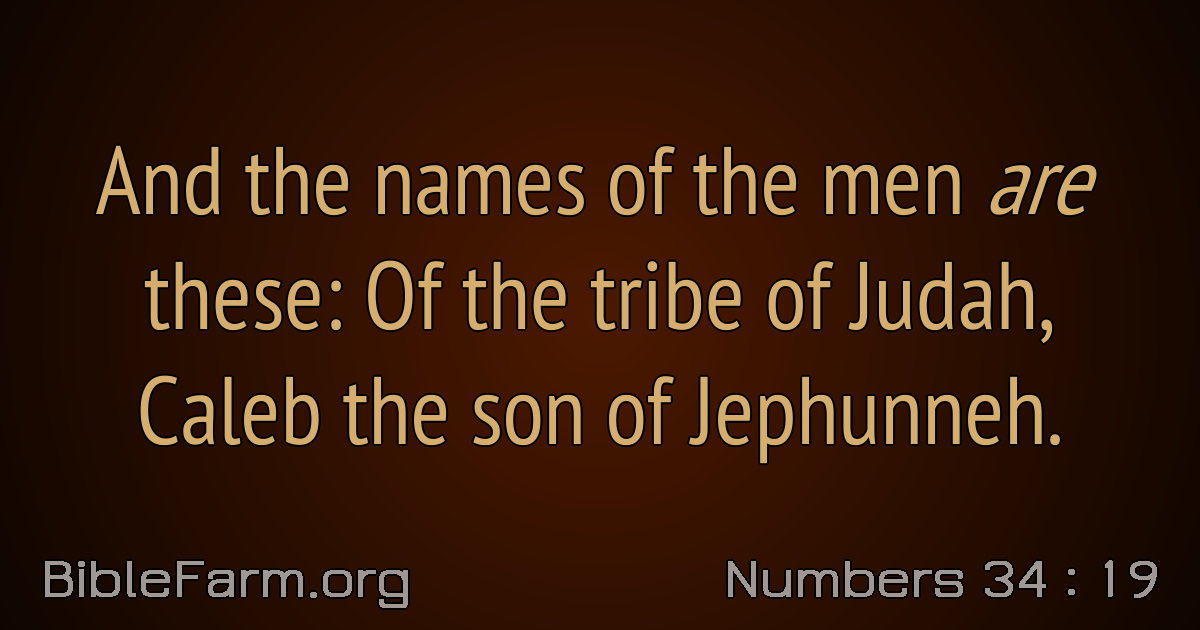 And the names of the men are
these: Of the tribe of Judah,
Caleb the son of Jephunneh.
BibleFarm.org
Numbers 34 : 19